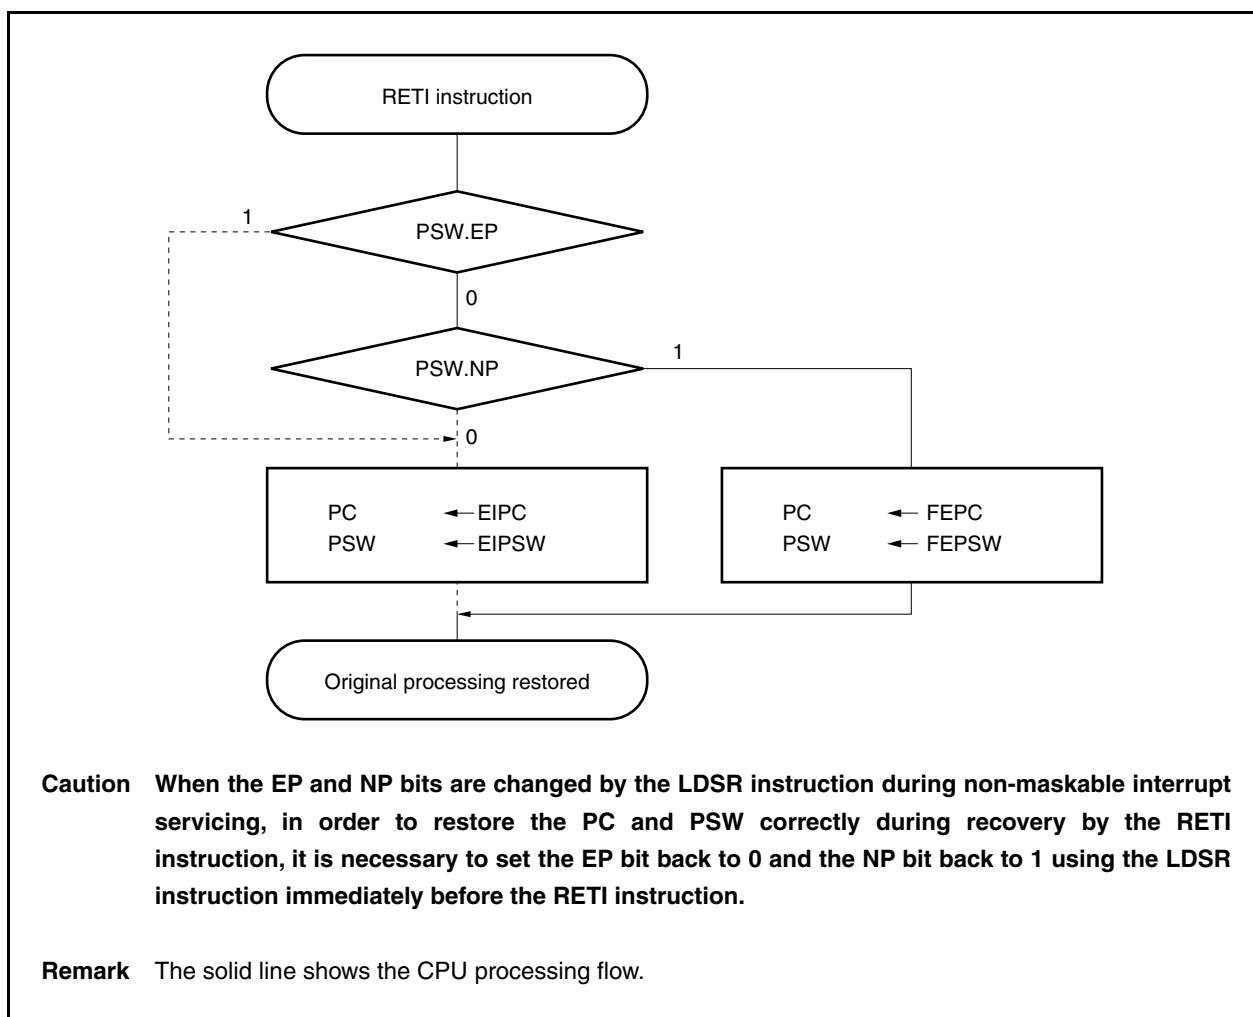 RETI instruction
1
PSW.EP
0
PSW.NP
1
0
PC ← EIPC
PSW ← EIPSW
PC ← FEPC
PSW ← FEPSW
Original processing restored
Caution When the EP and NP bits are changed by the LDSR instruction during non-maskable interrupt
servicing, in order to restore the PC and PSW correctly during recovery by the RETI
instruction, it is necessary to set the EP bit back to 0 and the NP bit back to 1 using the LDSR
instruction immediately before the RETI instruction.
Remark The solid line shows the CPU processing flow.